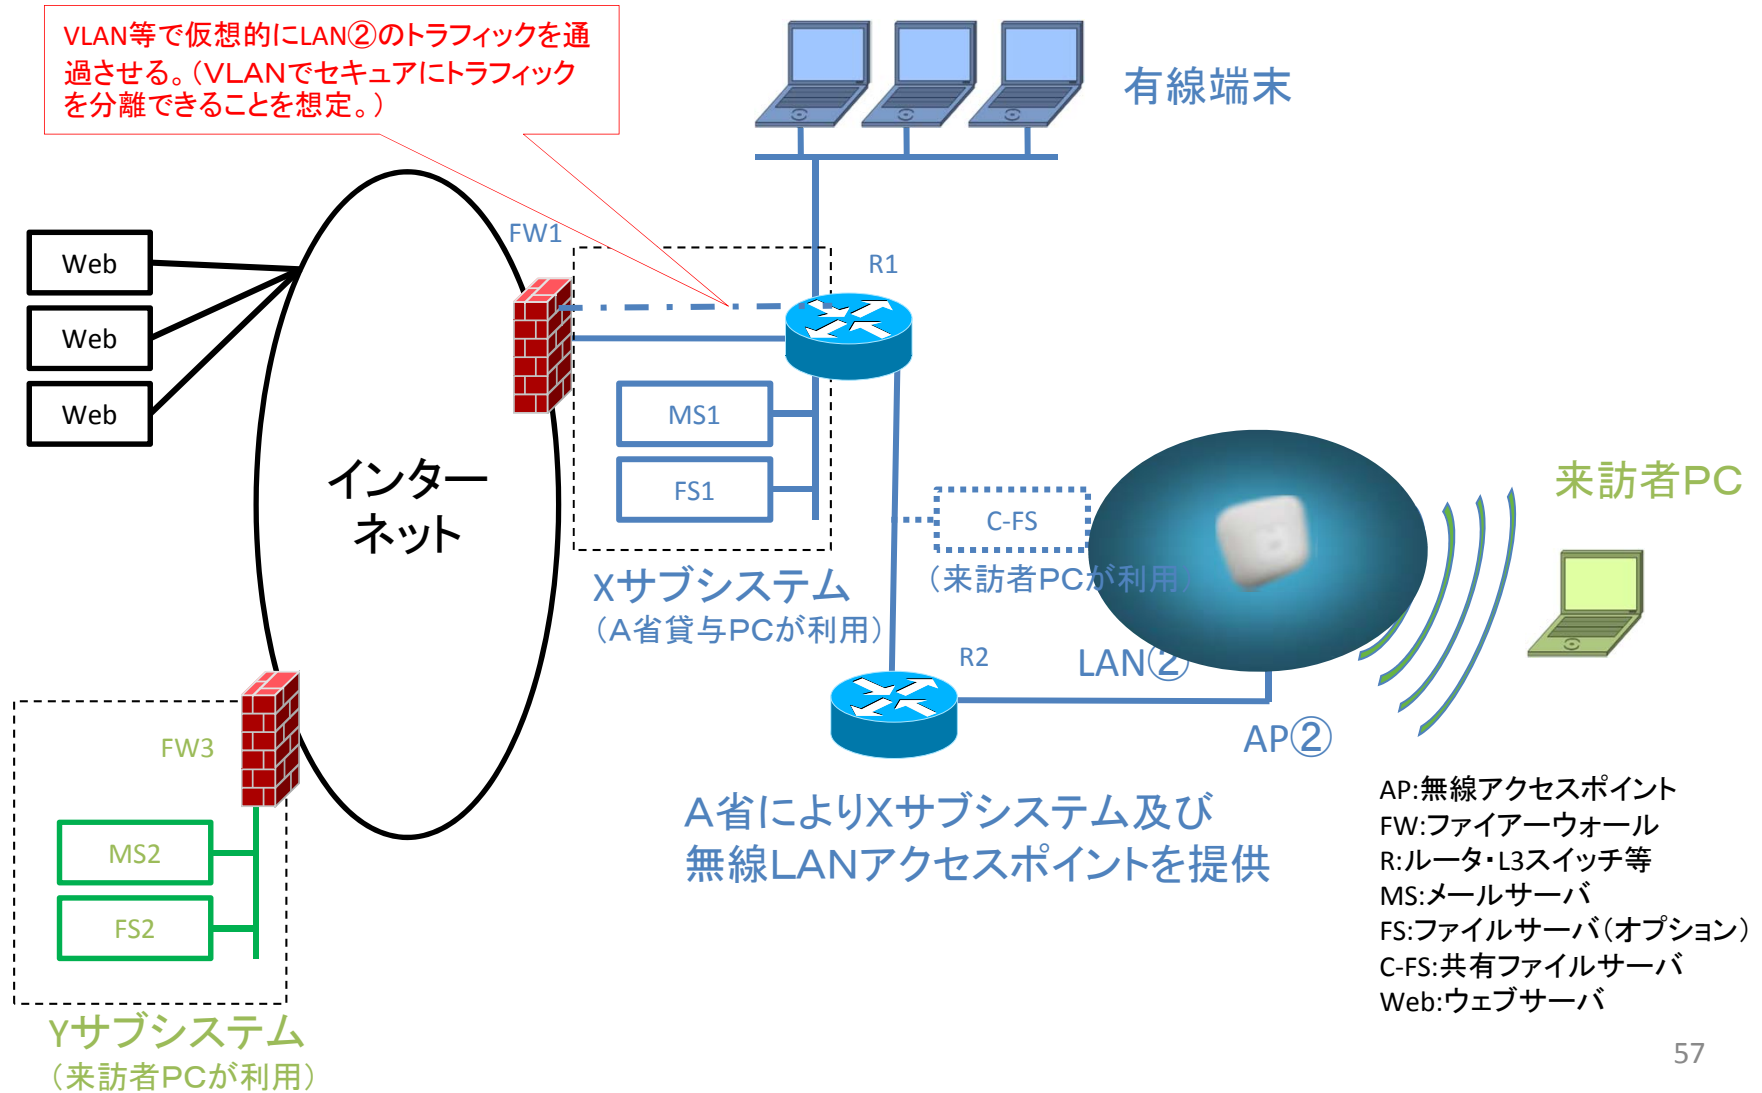 VLAN等で仮想的にLAN②のトラフィックを通
過させる。（VLANでセキュアにトラフィック
を分離できることを想定。）
有線端末
FW1
R1
Web
Web
Web
MS1
FS1
インター
ネット
C-FS
（来訪者PCが利用）
来訪者PC
Xサブシステム
（A省貸与PCが利用）
R2
LAN②
AP②
FW3
MS2
FS2
A省によりXサブシステム及び
無線LANアクセスポイントを提供
AP:無線アクセスポイント
FW:ファイアーウォール
R:ルータ・L3スイッチ等
MS:メールサーバ
FS:ファイルサーバ（オプション）
C-FS:共有ファイルサーバ
Web:ウェブサーバ
Yサブシステム
（来訪者PCが利用）
57